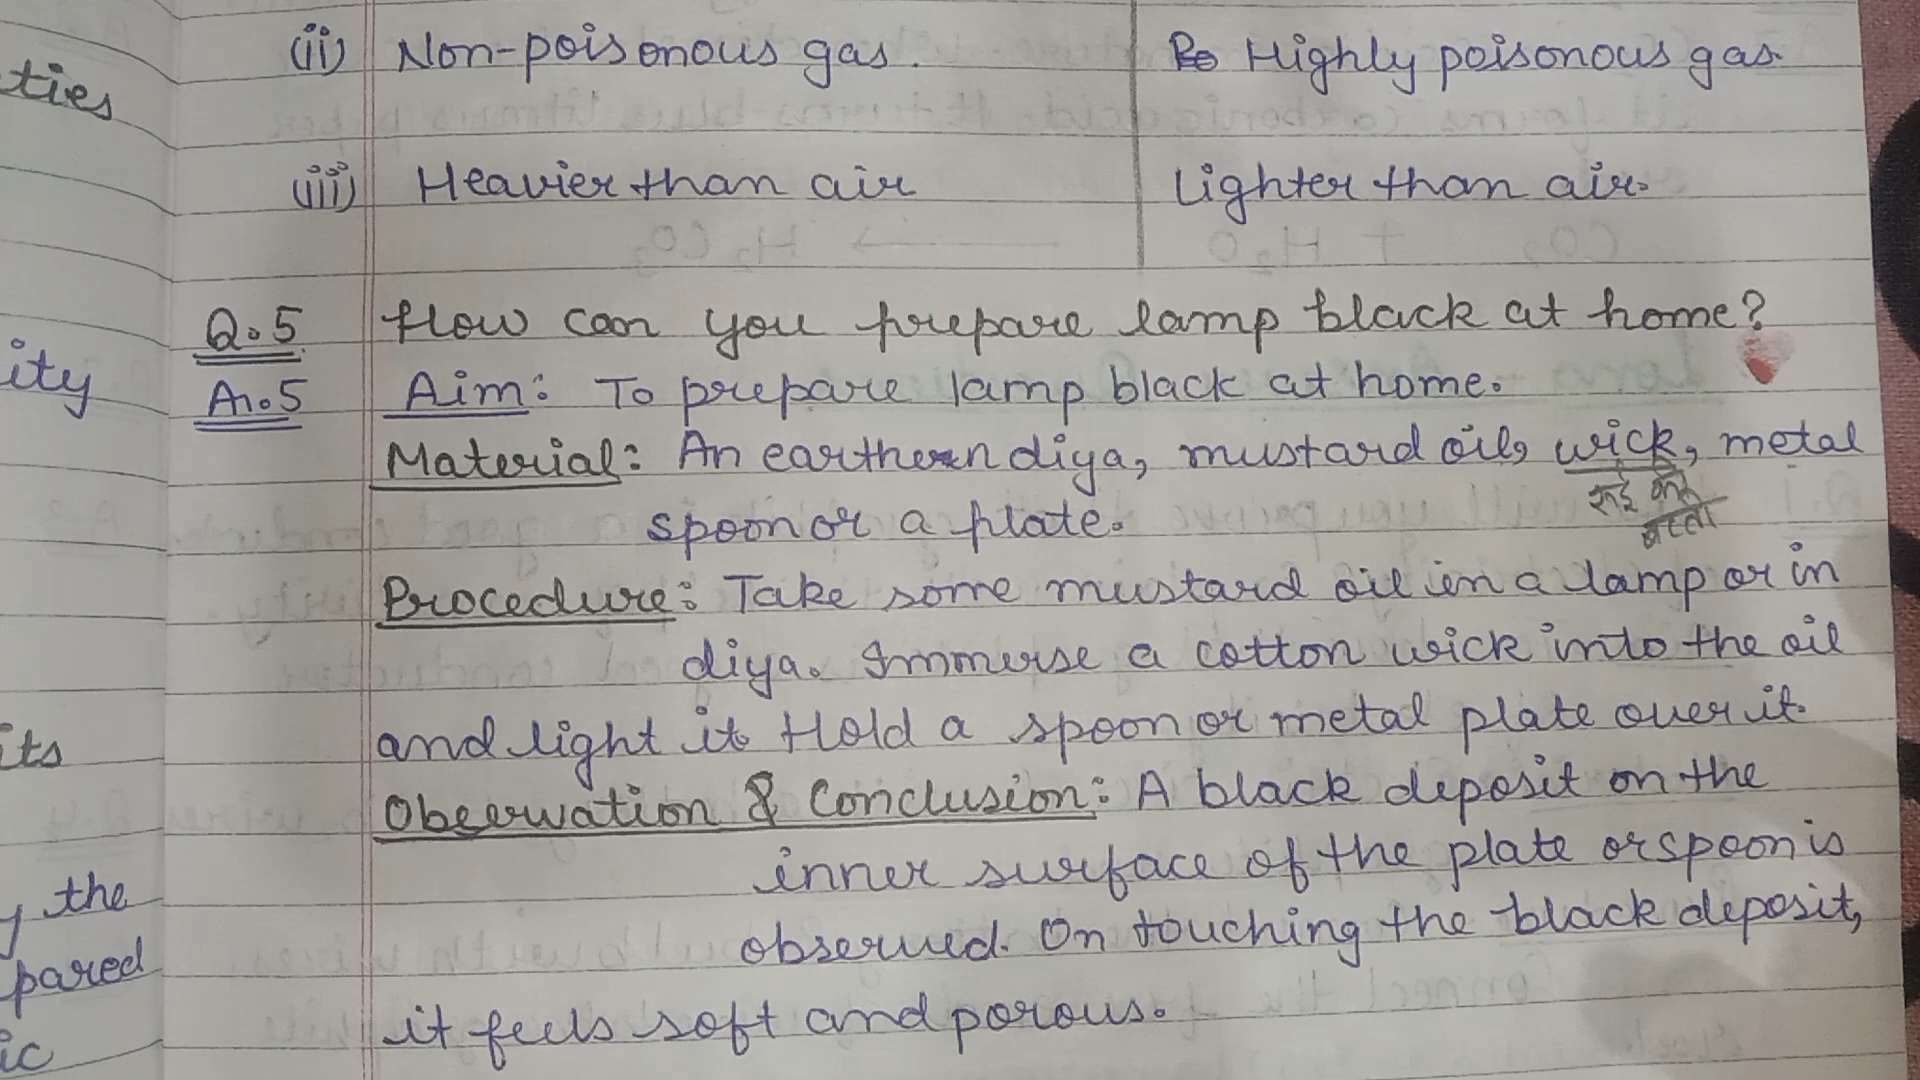 ties
ity
its
y the
pared
ic
(ii) Non-poisonous gas. Highly poisonous gas.
(iii) Heavier than air Lighter than air.
Q.5 How can you prepare lamp black at home?
An.5 Aim: To prepare lamp black at home.
Material: An earthen diya, mustard oil, wick, metal
रुई की
बत्ती
spoon or a plate.
Procedure: Take some mustard oil in a lamp or in
diya. Immerse a cotton wick into the oil
and light it. Hold a spoon or metal plate over it.
Obserwation & Conclusion: A black deposit on the
inner surface of the plate or spoon is
observed. On touching the black deposit,
it feels soft and porous.